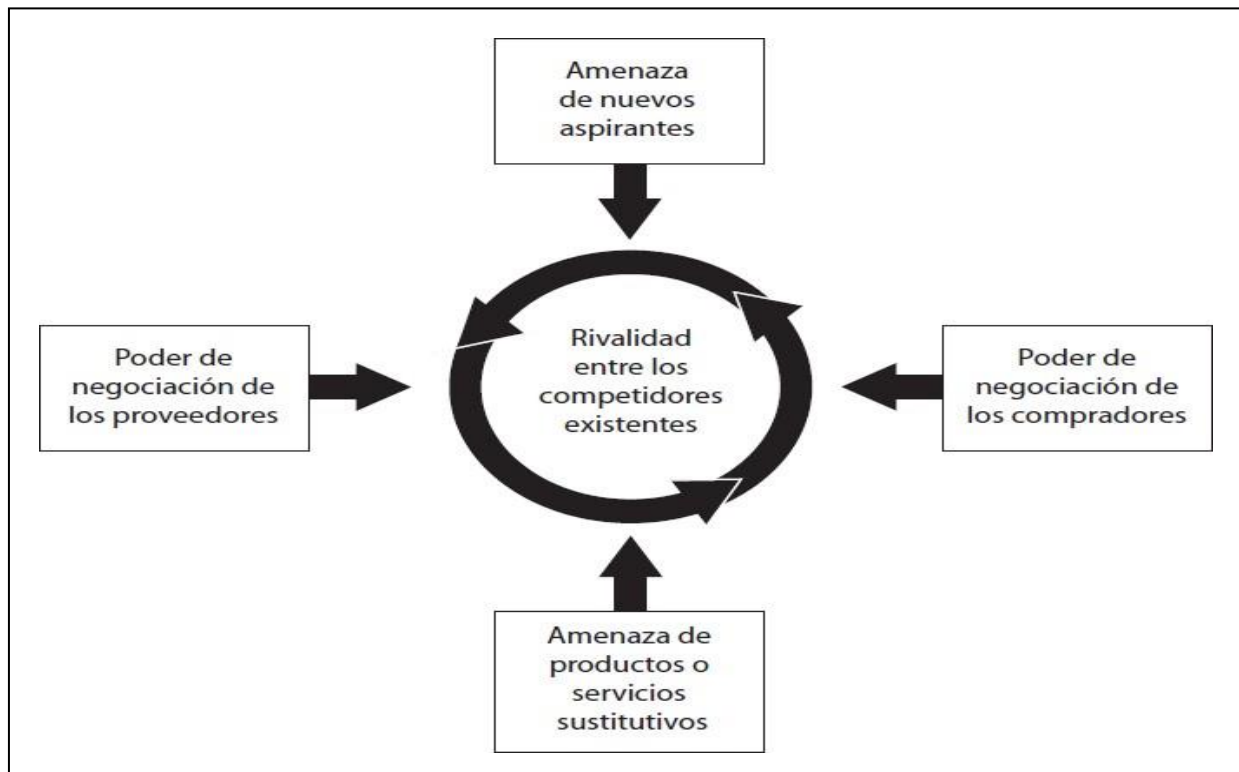 Amenaza
de nuevos
aspirantes
Poder de
negociación de
los proveedores
Rivalidad
entre los
competidores
existentes
Poder de
negociación de
los compradores
Amenaza de
productos o
servicios
sustitutivos